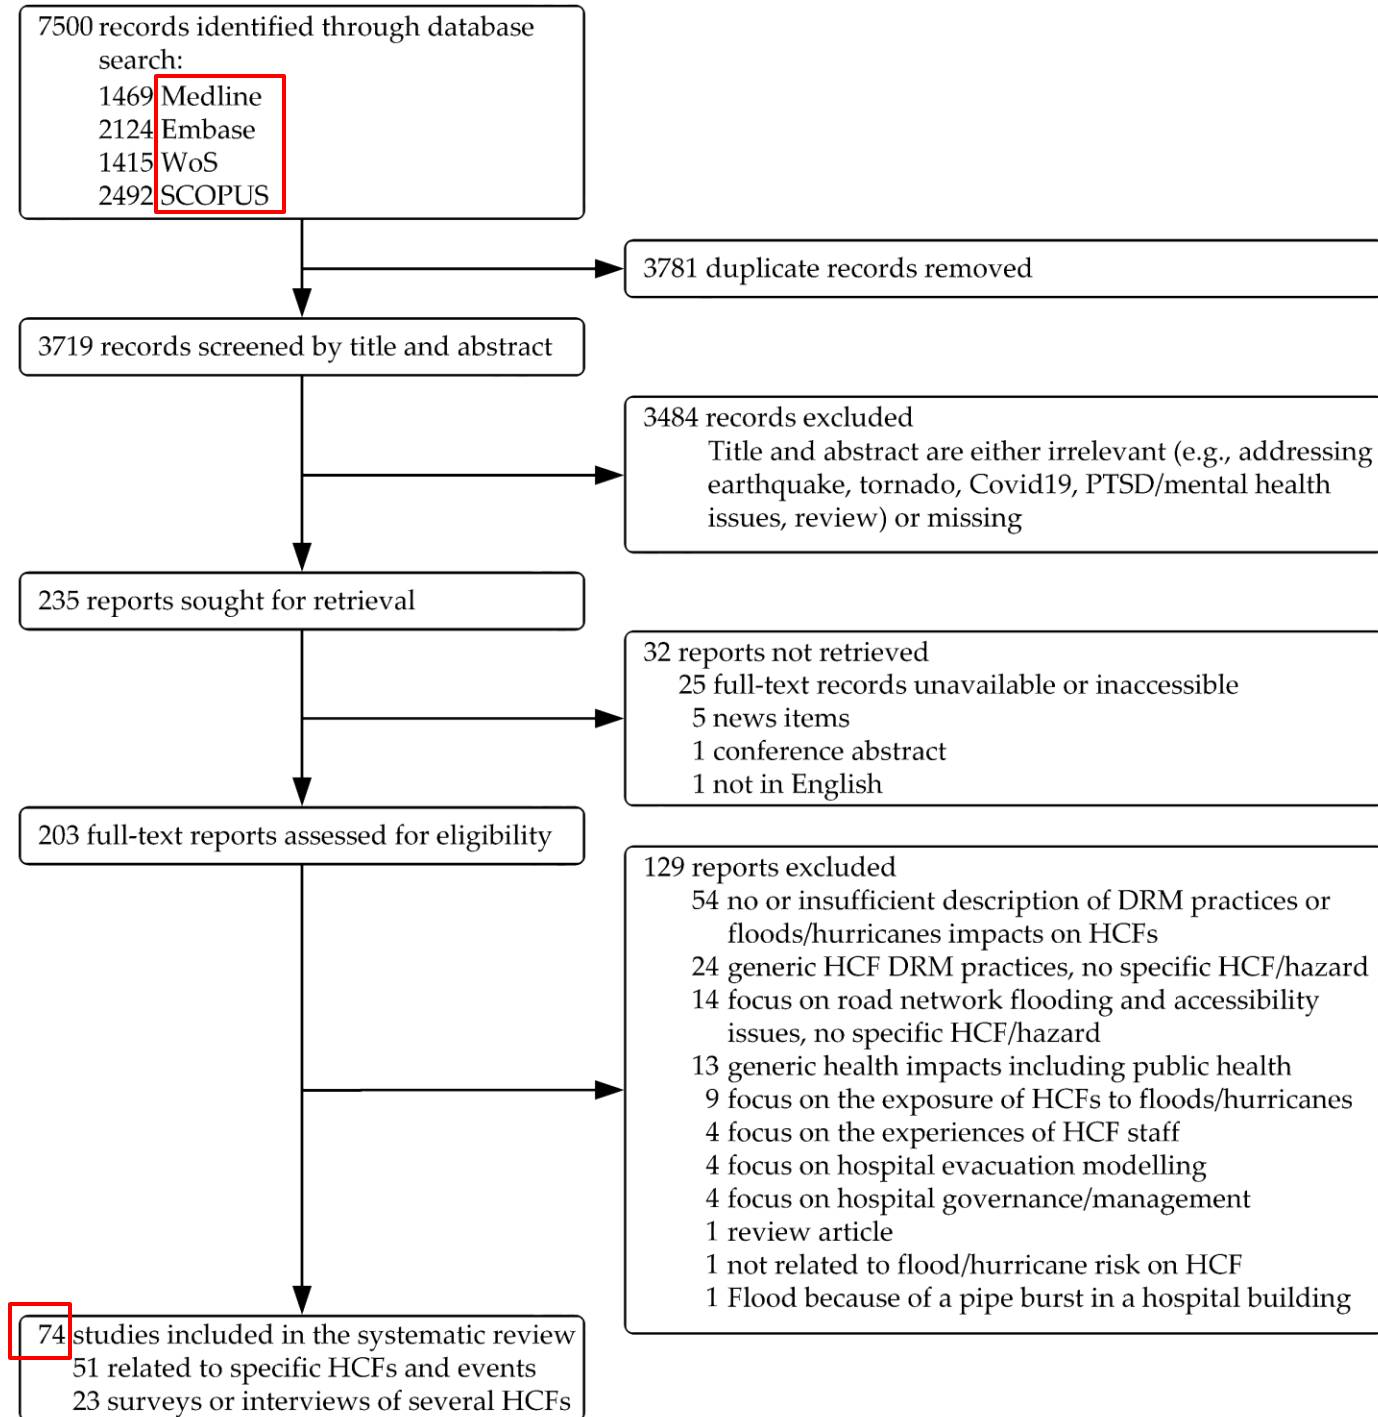 7500 records identified through database
search:
1469 Medline
2124 Embase
1415 WoS
2492 SCOPUS
3781 duplicate records removed
3719 records screened by title and abstract
3484 records excluded
Title and abstract are either irrelevant (e.g., addressing
earthquake, tornado, Covid19, PTSD/mental health
issues, review) or missing
235 reports sought for retrieval
32 reports not retrieved
25 full-text records unavailable or inaccessible
5 news items
1 conference abstract
1 not in English
203 full-text reports assessed for eligibility
129 reports excluded
54 no or insufficient description of DRM practices or
floods/hurricanes impacts on HCFs
24 generic HCF DRM practices, no specific HCF/hazard
14 focus on road network flooding and accessibility
issues, no specific HCF/hazard
13 generic health impacts including public health
9 focus on the exposure of HCFs to floods/hurricanes
4 focus on the experiences of HCF staff
4 focus on hospital evacuation modelling
4 focus on hospital governance/management
1 review article
1 not related to flood/hurricane risk on HCF
1 Flood because of a pipe burst in a hospital building
74 studies included in the systematic review
51 related to specific HCFs and events
23 surveys or interviews of several HCFs